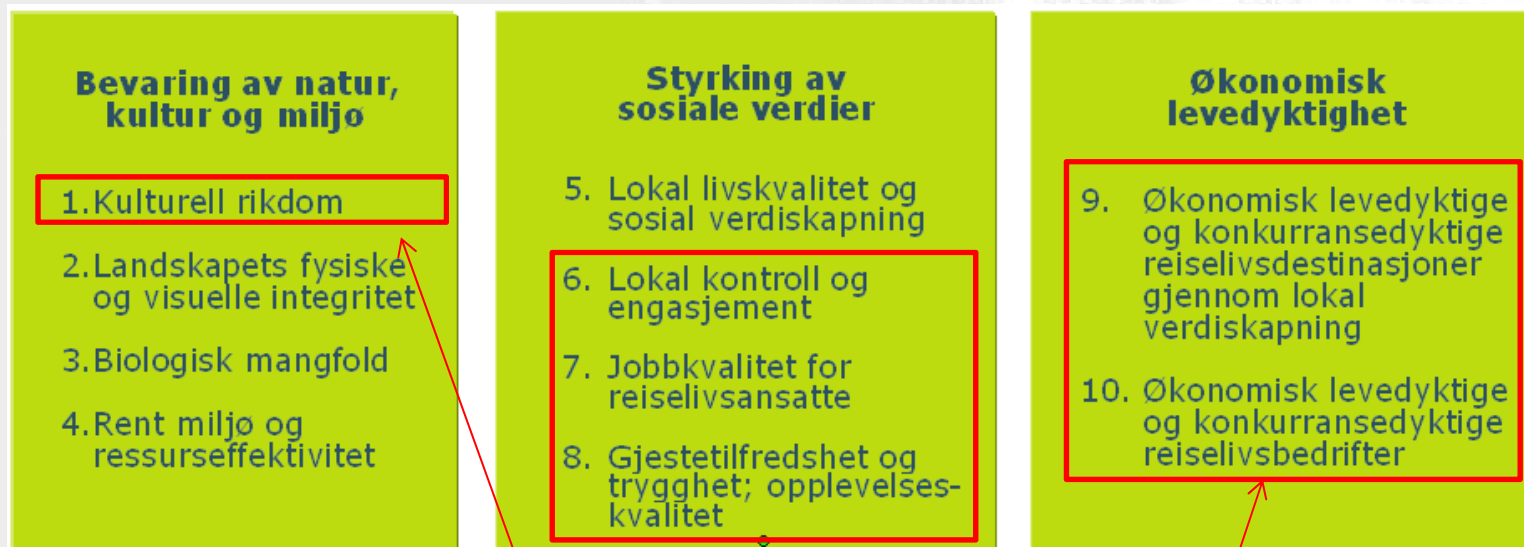 Bevaring av natur,
kultur og miljø
1. Kulturell rikdom
2. Landskapets fysiske
og visuelle integritet
3. Biologisk mangfold
4. Rent miljø og
ressurseffektivitet
Styrking av
sosiale verdier
5. Lokal livskvalitet og
sosial verdiskapning
6. Lokal kontroll og
engasjement
7. Jobbkvalitet for
reiselivsansatte
8. Gjestetilfredshet og
trygghet; opplevelses-
kvalitet
Økonomisk
levedyktighet
9. Økonomisk levedyktige
og konkurransedyktige
reiselivsdestinasjoner
gjennom lokal
verdiskapning
10. Økonomisk levedyktige
og konkurransedyktige
reiselivsbedrifter